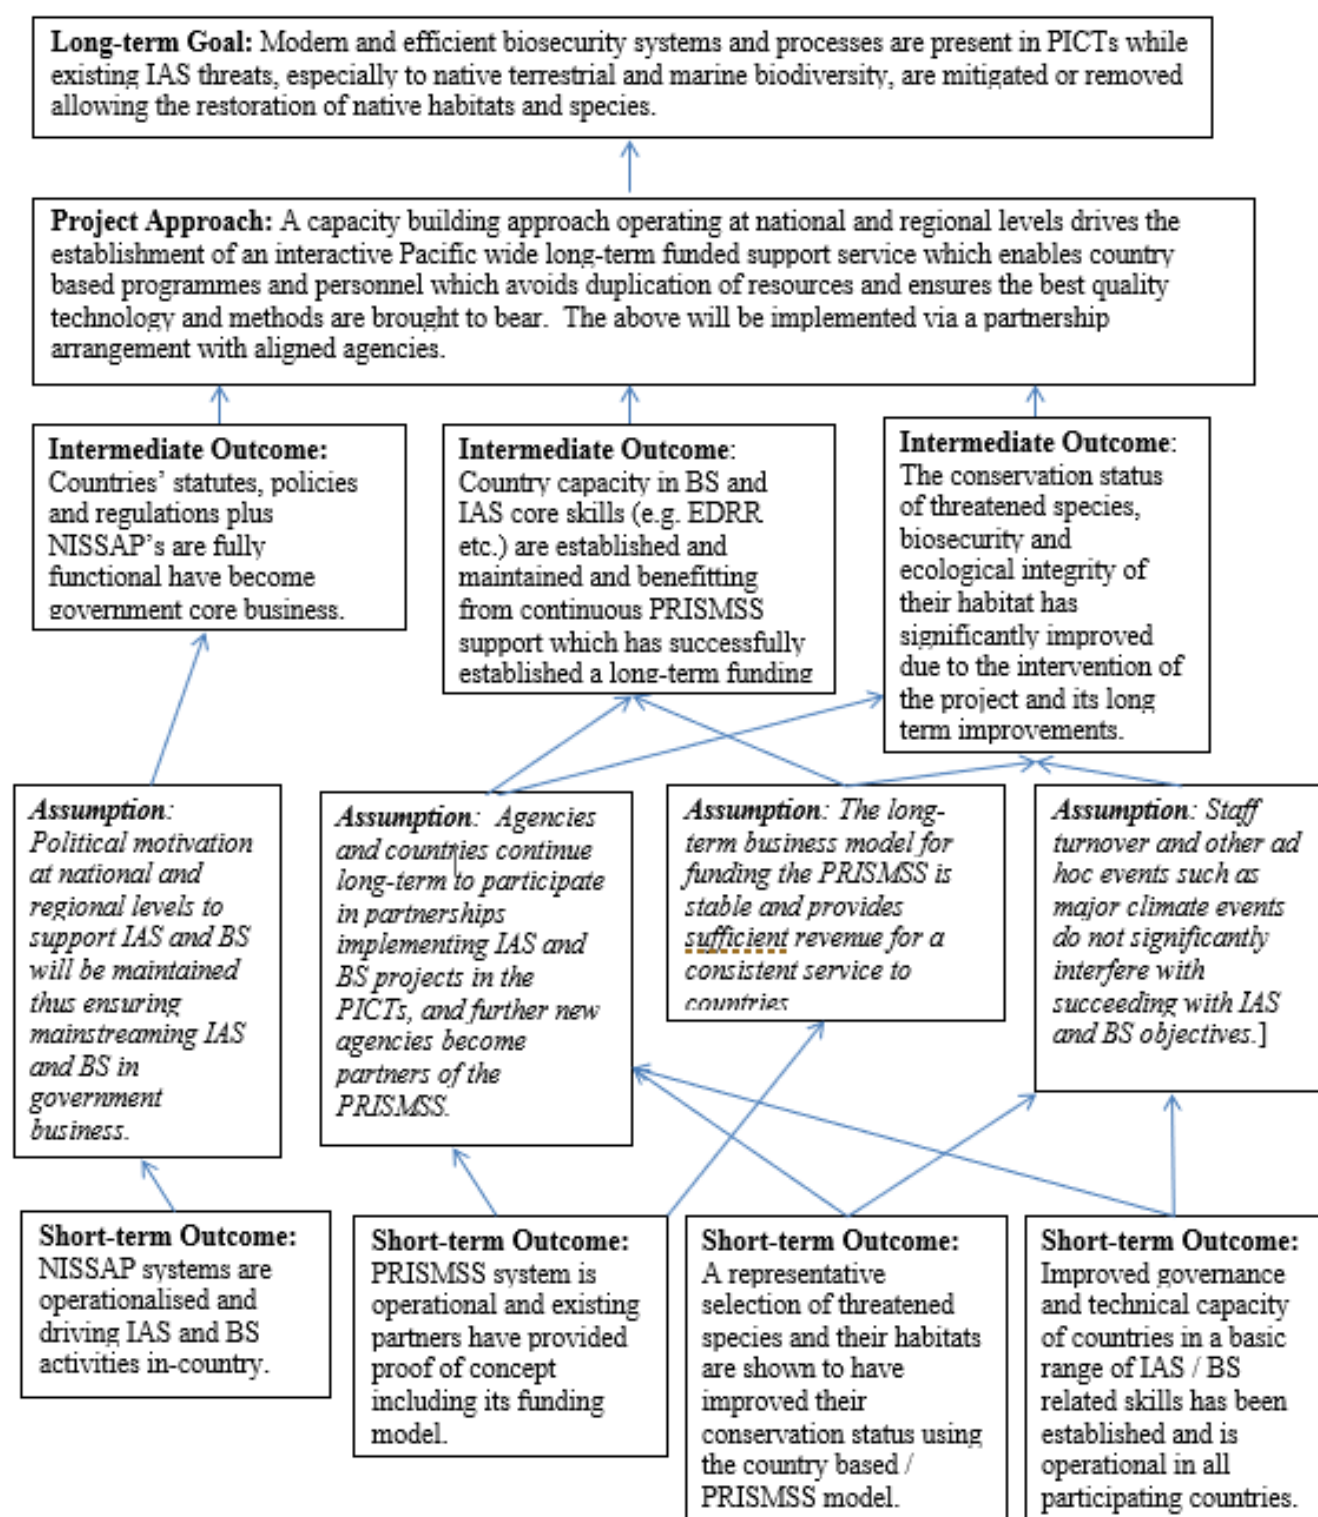 Long-term Goal: Modern and efficient biosecurity systems and processes are present in PICTs while
existing IAS threats, especially to native terrestrial and marine biodiversity, are mitigated or removed
allowing the restoration of native habitats and species.
Project Approach: A capacity building approach operating at national and regional levels drives the
establishment of an interactive Pacific wide long-term funded support service which enables country
based programmes and personnel which avoids duplication of resources and ensures the best quality
technology and methods are brought to bear.  The above will be implemented via a partnership
arrangement with aligned agencies.
Intermediate Outcome:
Countries' statutes, policies
and regulations plus
NISSAP's are fully
functional have become
government core business.
Intermediate Outcome:
Country capacity in BS and
IAS core skills (e.g. EDRR
etc.) are established and
maintained and benefitting
from continuous PRISMSS
support which has successfully
established a long-term funding
Intermediate Outcome:
The conservation status
of threatened species,
biosecurity and
ecological integrity of
their habitat has
significantly improved
due to the intervention of
the project and its long
term improvements.
Assumption:
Political motivation
at national and
regional levels to
support IAS and BS
will be maintained
thus ensuring
mainstreaming IAS
and BS in
government
business.
Assumption:  Agencies
and countries continue
long-term to participate
in partnerships
implementing IAS and
BS projects in the
PICTs, and further new
agencies become
partners of the
PRISMSS.
Assumption: The long-
term business model for
funding the PRISMSS is
stable and provides
sufficient revenue for a
consistent service to
countries
Assumption: Staff
turnover and other ad
hoc events such as
major climate events
do not significantly
interfere with
succeeding with IAS
and BS objectives.]
Short-term Outcome:
NISSAP systems are
operationalised and
driving IAS and BS
activities in-country.
Short-term Outcome:
PRISMSS system is
operational and existing
partners have provided
proof of concept
including its funding
model.
Short-term Outcome:
A representative
selection of threatened
species and their habitats
are shown to have
improved their
conservation status using
the country based /
PRISMSS model.
Short-term Outcome:
Improved governance
and technical capacity
of countries in a basic
range of IAS / BS
related skills has been
established and is
operational in all
participating countries.